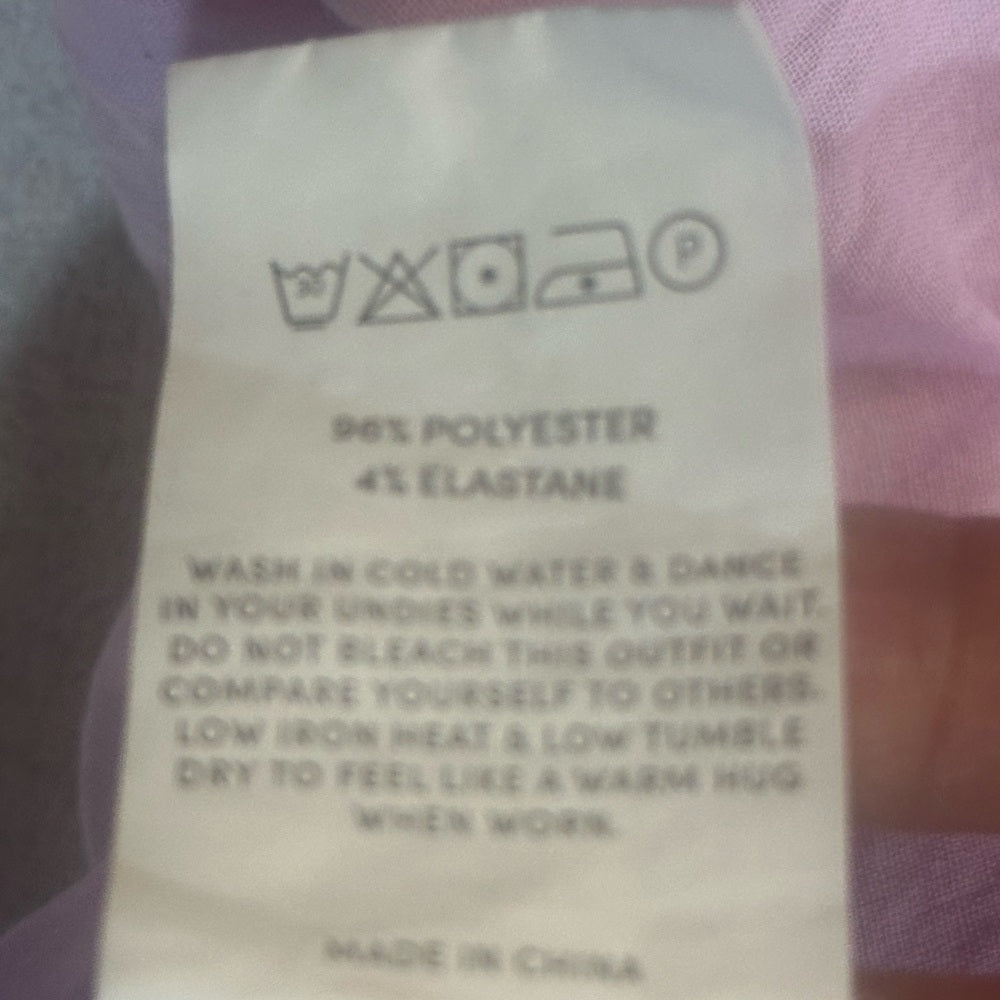 30
P
96% POLYESTER
4% ELASTANE
WASH IN COLD WATER & DANCE
IN YOUR UNDIES WHILE YOU WAIT.
DO NOT BLEACH THIS OUTFIT OR
COMPARE YOURSELF TO OTHERS.
LOW IRON HEAT & LOW TUMBLE
DRY TO FEEL LIKE A WARM HUG
WHEN WORN.
MADE IN CHINA